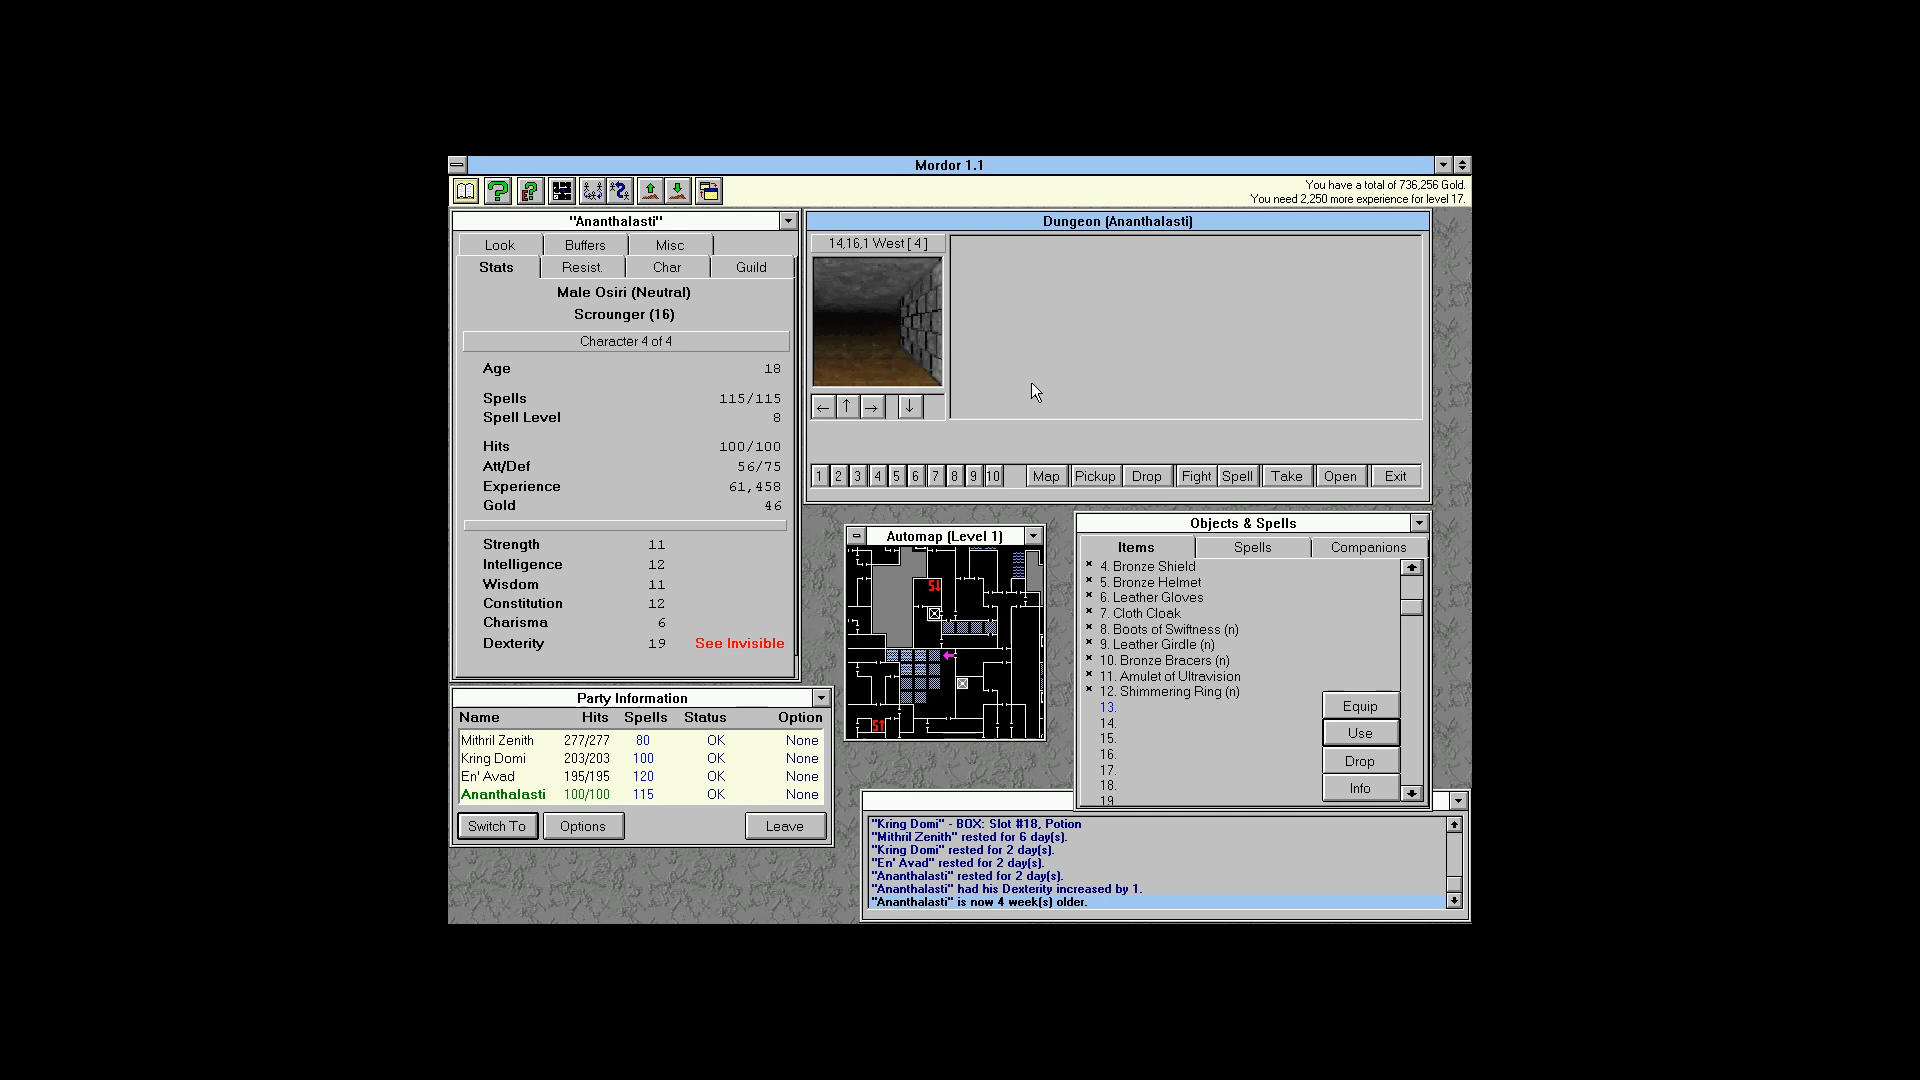 Mordor 1.1
You have a total of 736,256 Gold.
You need 2,250 more experience for level 17.
"Ananthalasti"
Look Buffers Misc
Stats Resist. Char Guild
Male Osiri (Neutral)
Scrounger (16)
Character 4 of 4
Age 18
Spells 115/115
Spell Level 8
Hits 100/100
Att/Def 56/75
Experience 61,458
Gold 46
Strength 11
Intelligence 12
Wisdom 11
Constitution 12
Charisma 6
Dexterity 19 See Invisible
Dungeon (Ananthalasti)
14,16,1 West [ 4 ]
1 2 3 4 5 6 7 8 9 10 Map Pickup Drop Fight Spell Take Open Exit
Party Information
Name Hits Spells Status Option
Mithril Zenith 277/277 80 OK None
Kring Domi 203/203 100 OK None
En' Avad 195/195 120 OK None
Ananthalasti 100/100 115 OK None
Switch To Options Leave
Automap (Level 1)
Objects & Spells
Items Spells Companions
4. Bronze Shield
5. Bronze Helmet
6. Leather Gloves
7. Cloth Cloak
8. Boots of Swiftness (n)
9. Leather Girdle (n)
10. Bronze Bracers (n)
11. Amulet of Ultravision
12. Shimmering Ring (n)
13.
14.
15.
16.
17.
18.
19
Equip
Use
Drop
Info
"Kring Domi" - BOX: Slot #18, Potion
"Mithril Zenith" rested for 6 day(s).
"Kring Domi" rested for 2 day(s).
"En' Avad" rested for 2 day(s).
"Ananthalasti" rested for 2 day(s).
"Ananthalasti" had his Dexterity increased by 1.
"Ananthalasti" is now 4 week(s) older.